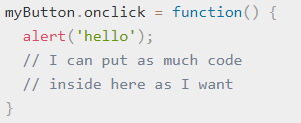 myButton.onclick = function() {
  alert('hello');
  // I can put as much code
  // inside here as I want
}